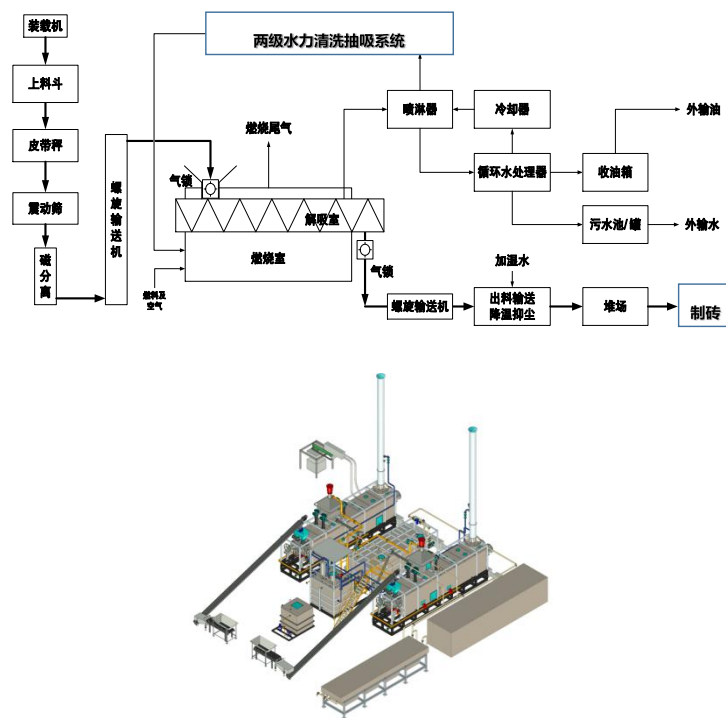 装载机
上料斗
皮带秤
震动筛
磁分离
螺旋输送机
两级水力清洗抽吸系统
燃烧尾气
气锁
解吸室
燃烧室
燃料及
空气
气锁
喷淋器
冷却器
循环水处理器
收油箱
外输油
污水池/罐
外输水
加温水
螺旋输送机
出料输送
降温抑尘
堆场
制砖